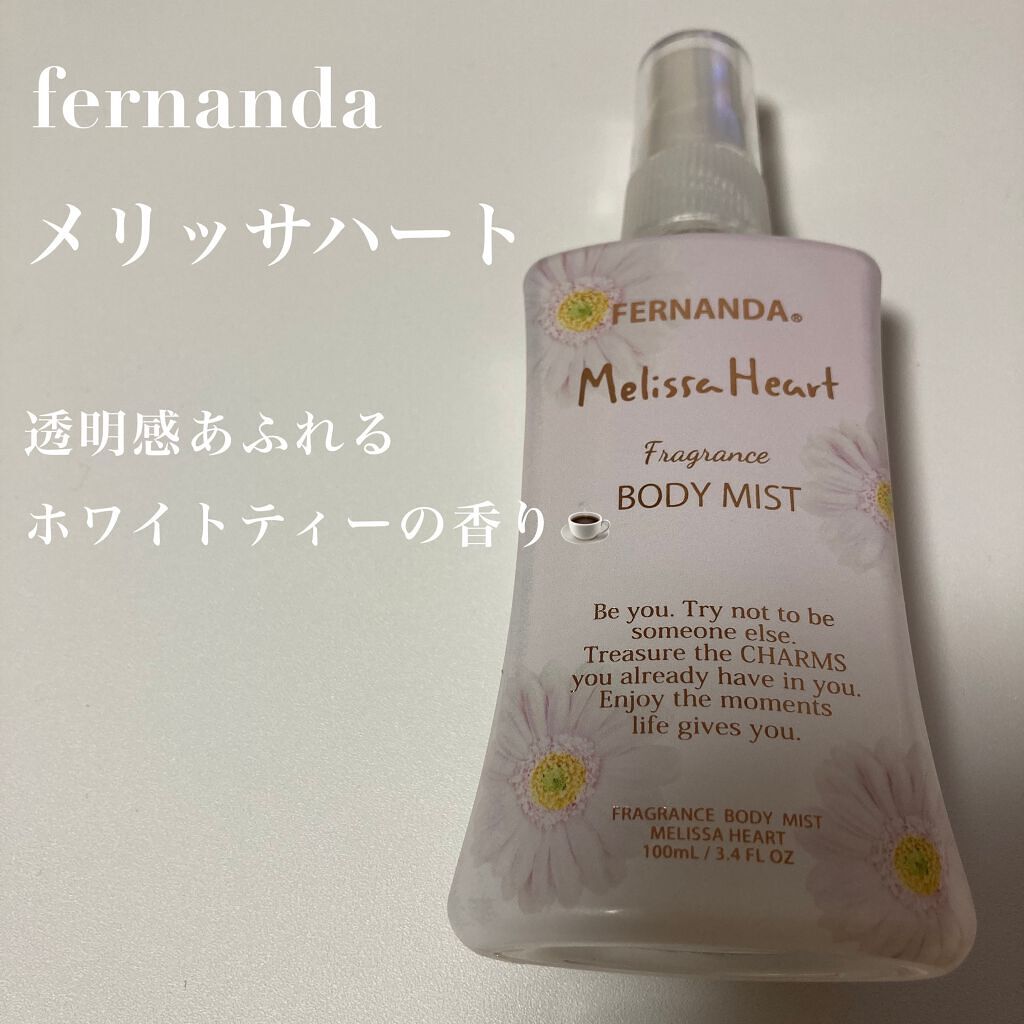 fernanda
メリッサハート
透明感あふれる
ホワイトティーの香り☕
FERNANDA®
Melissa Heart
Fragrance
BODY MIST
Be you. Try not to be
someone else.
Treasure the CHARMS
you already have in you.
Enjoy the moments
life gives you.
FRAGRANCE BODY MIST
MELISSA HEART
100mL / 3.4 FL OZ